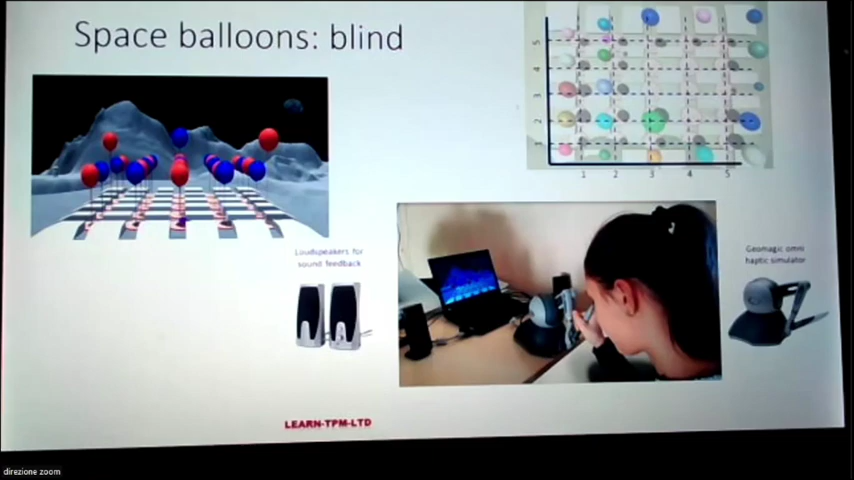 Space balloons: blind
5
4
3
2
1
1 2 3 4 5
Loudspeakers for
sound feedback
Geomagic omni
haptic simulator
LEARN-TPM-LTD
direzione zoom